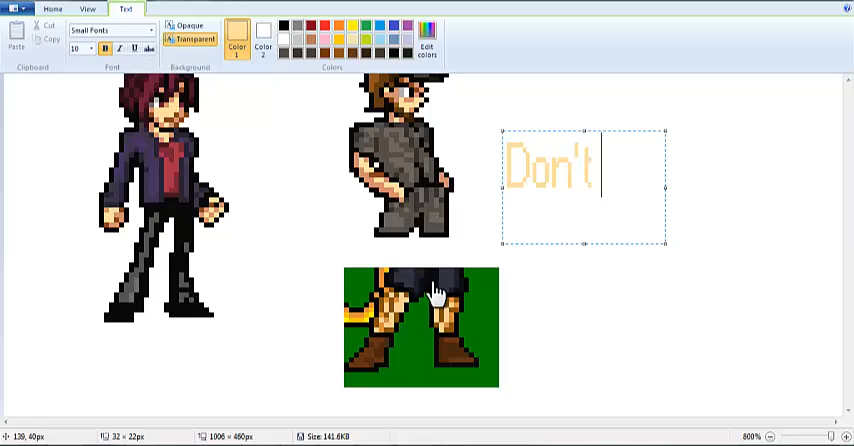 Home View Text
Paste
Cut
Copy
Clipboard
Small Fonts
10 B I U abc
Font
Opaque
Transparent
Background
Color 1
Color 2
Edit colors
Colors
Don't
139, 40px
32 × 22px
1006 × 460px
Size: 141.6KB
800%